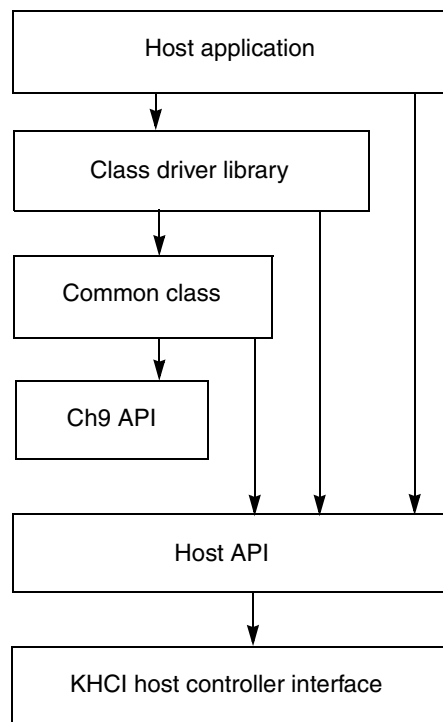 Host application
Class driver library
Common class
Ch9 API
Host API
KHCI host controller interface